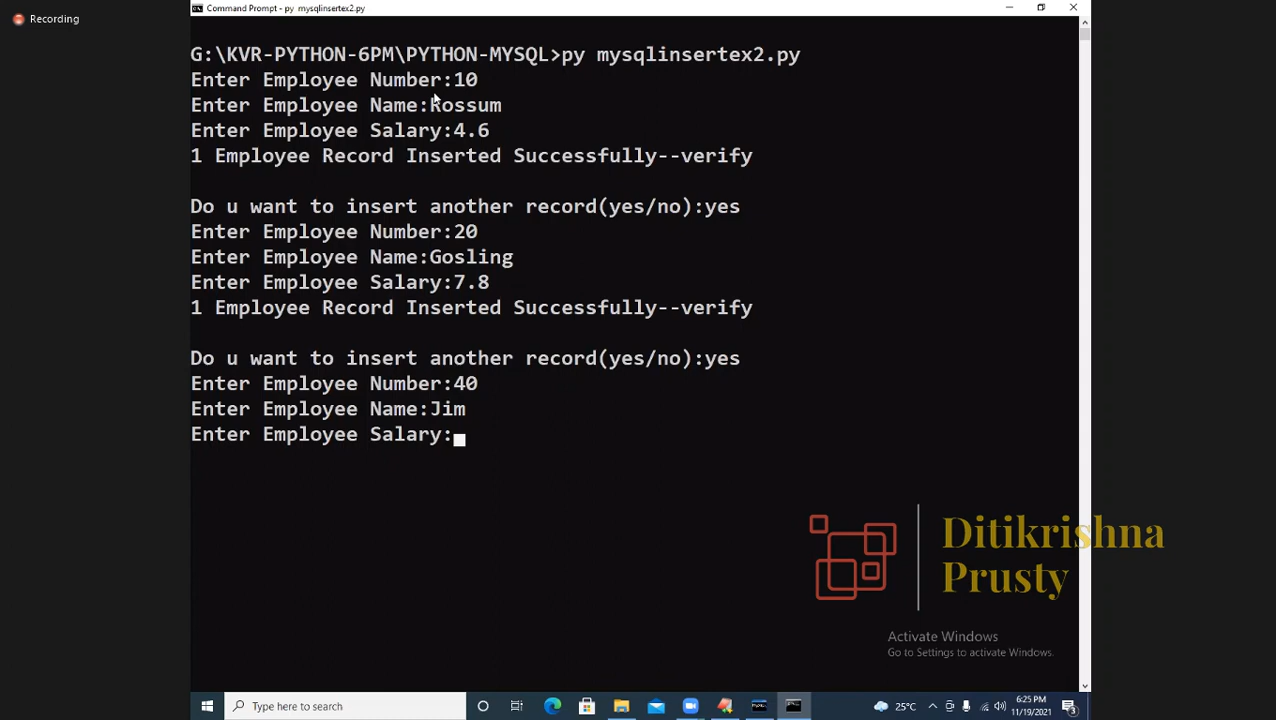 Recording
Command Prompt - py mysqlinsertex2.py
G:\KVR-PYTHON-6PM\PYTHON-MYSQL>py mysqlinsertex2.py
Enter Employee Number:10
Enter Employee Name:Rossum
Enter Employee Salary:4.6
1 Employee Record Inserted Successfully--verify
Do u want to insert another record(yes/no):yes
Enter Employee Number:20
Enter Employee Name:Gosling
Enter Employee Salary:7.8
1 Employee Record Inserted Successfully--verify
Do u want to insert another record(yes/no):yes
Enter Employee Number:40
Enter Employee Name:Jim
Enter Employee Salary:
Ditikrishna
Prusty
Activate Windows
Go to Settings to activate Windows.
Type here to search
25°C
6:25 PM
11/19/2021